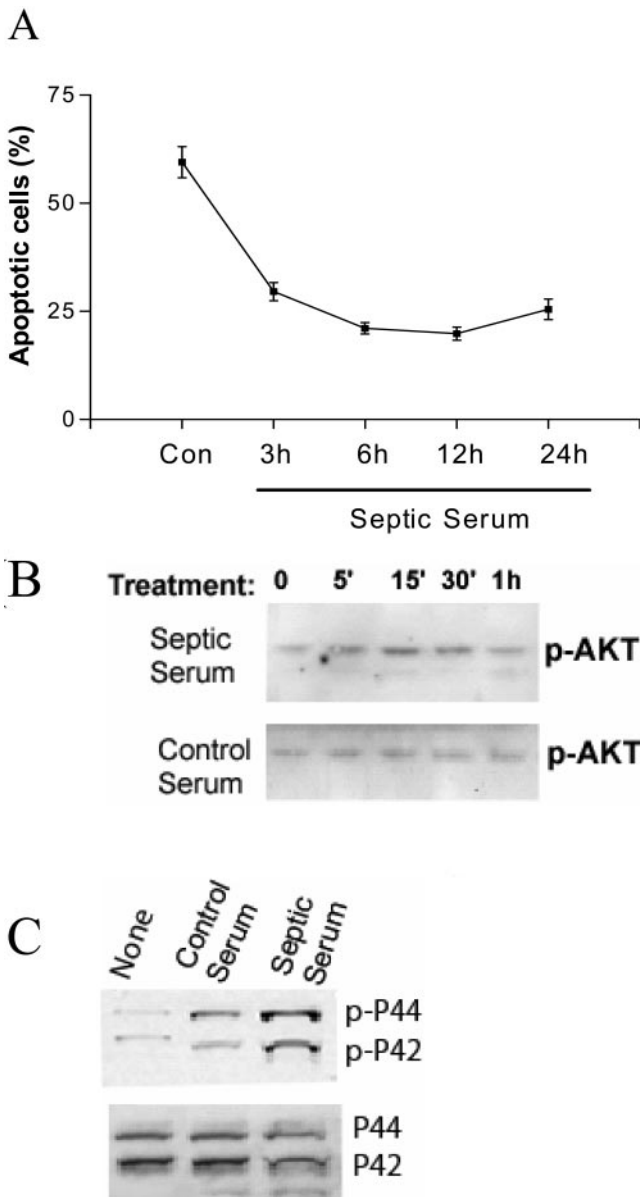 A
Apoptotic cells (%)
75
50
25
0
Con 3h 6h 12h 24h
Septic Serum
B
Treatment: 0 5' 15' 30' 1h
Septic Serum
p-AKT
Control Serum
p-AKT
C
None
Control Serum
Septic Serum
p-P44
p-P42
P44
P42